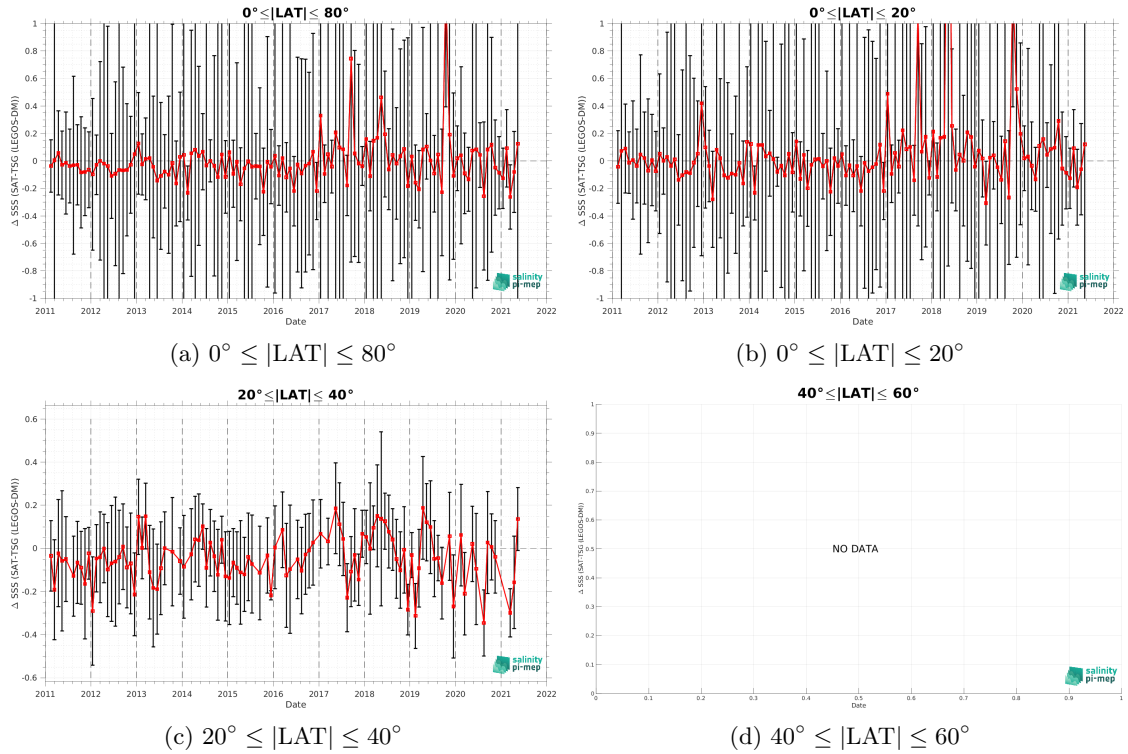 0°≤|LAT|≤ 80°
Δ SSS (SAT-TSG (LEGOS-DM))
1
0.8
0.6
0.4
0.2
0
-0.2
-0.4
-0.6
-0.8
-1
2011 2012 2013 2014 2015 2016 2017 2018 2019 2020 2021 2022
Date
salinity
pi-mep
(a) 0° ≤ |LAT| ≤ 80°
0°≤|LAT|≤ 20°
Δ SSS (SAT-TSG (LEGOS-DM))
1
0.8
0.6
0.4
0.2
0
-0.2
-0.4
-0.6
-0.8
-1
2011 2012 2013 2014 2015 2016 2017 2018 2019 2020 2021 2022
Date
salinity
pi-mep
(b) 0° ≤ |LAT| ≤ 20°
20°≤|LAT|≤ 40°
Δ SSS (SAT-TSG (LEGOS-DM))
0.6
0.4
0.2
0
-0.2
-0.4
-0.6
2011 2012 2013 2014 2015 2016 2017 2018 2019 2020 2021 2022
Date
salinity
pi-mep
(c) 20° ≤ |LAT| ≤ 40°
40°≤|LAT|≤ 60°
Δ SSS (SAT-TSG (LEGOS-DM))
1
0.9
0.8
0.7
0.6
0.5
0.4
0.3
0.2
0.1
0
NO DATA
0 0.1 0.2 0.3 0.4 0.5 0.6 0.7 0.8 0.9 1
Date
salinity
pi-mep
(d) 40° ≤ |LAT| ≤ 60°